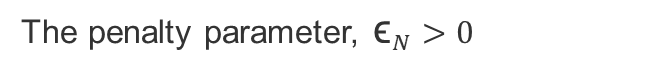 The penalty parameter, ϵ_N > 0